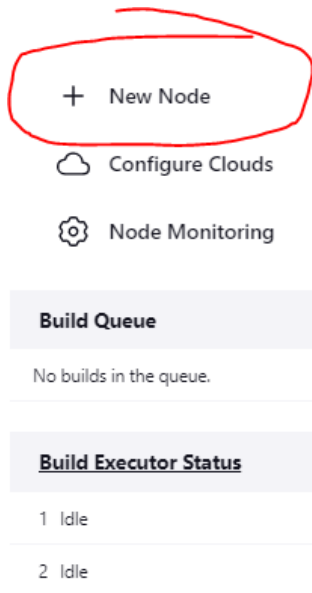 New Node
Configure Clouds
Node Monitoring
Build Queue
No builds in the queue.
Build Executor Status
1 Idle
2 Idle